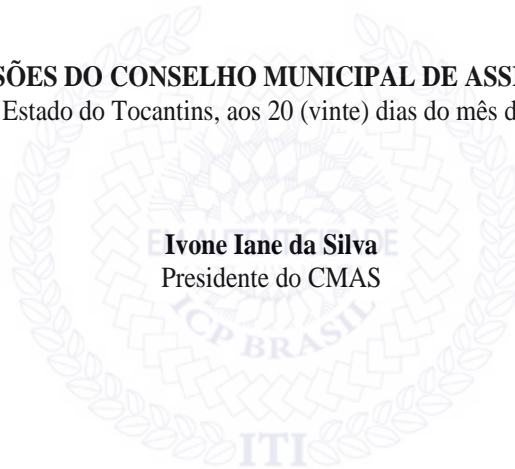 SÕES DO CONSELHO MUNICIPAL DE ASSI
Estado do Tocantins, aos 20 (vinte) dias do mês d
E AUTENTICIDADE
Ivone Iane da Silva
Presidente do CMAS
ICP BRASIL
ITI